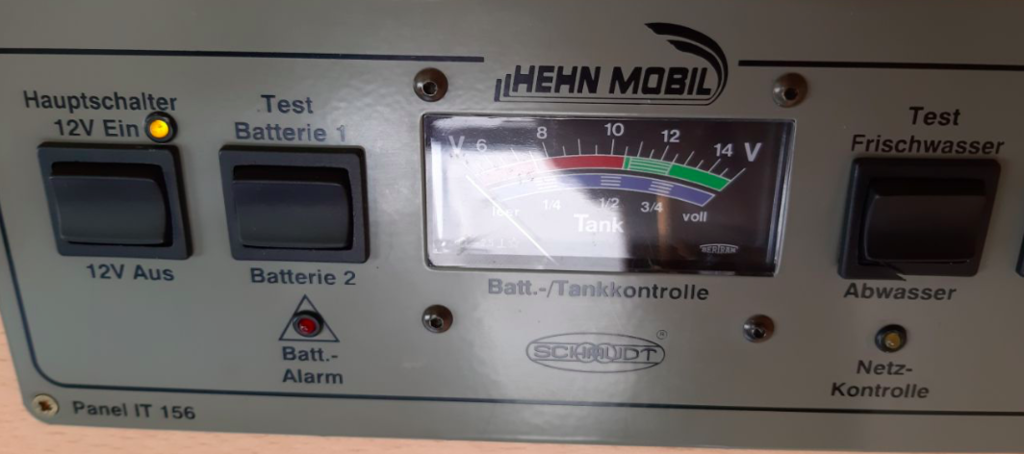 HEHN MOBIL
Hauptschalter
12V Ein
12V Aus
Test
Batterie 1
Batterie 2
Batt.-
Alarm
V 6 8 10 12 14 V
leer 1/4 1/2 3/4 voll
Tank
Batt.-/Tankkontrolle
SCHAUDT
®
Test
Frischwasser
Abwasser
Netz-
Kontrolle
Panel IT 156